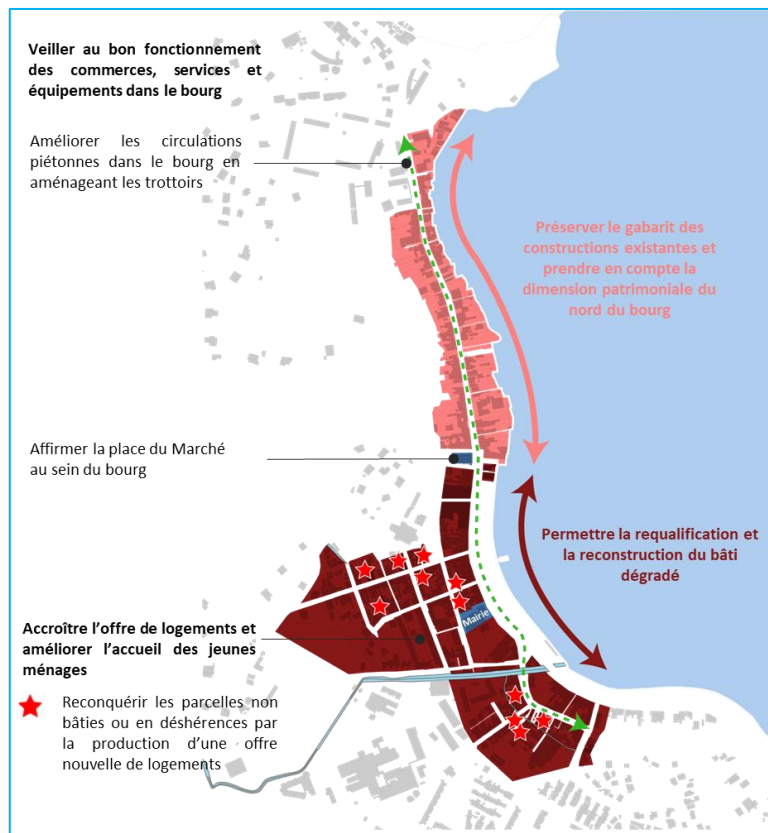 Veiller au bon fonctionnement
des commerces, services et
équipements dans le bourg
Améliorer les circulations
piétonnes dans le bourg en
aménageant les trottoirs
Préserver le gabarit des
constructions existantes et
prendre en compte la
dimension patrimoniale du
nord du bourg
Affirmer la place du Marché
au sein du bourg
Permettre la requalification et
la reconstruction du bâti
dégradé
Mairie
Accroître l’offre de logements et
améliorer l’accueil des jeunes
ménages
Reconquérir les parcelles non
bâties ou en déshérences par
la production d’une offre
nouvelle de logements